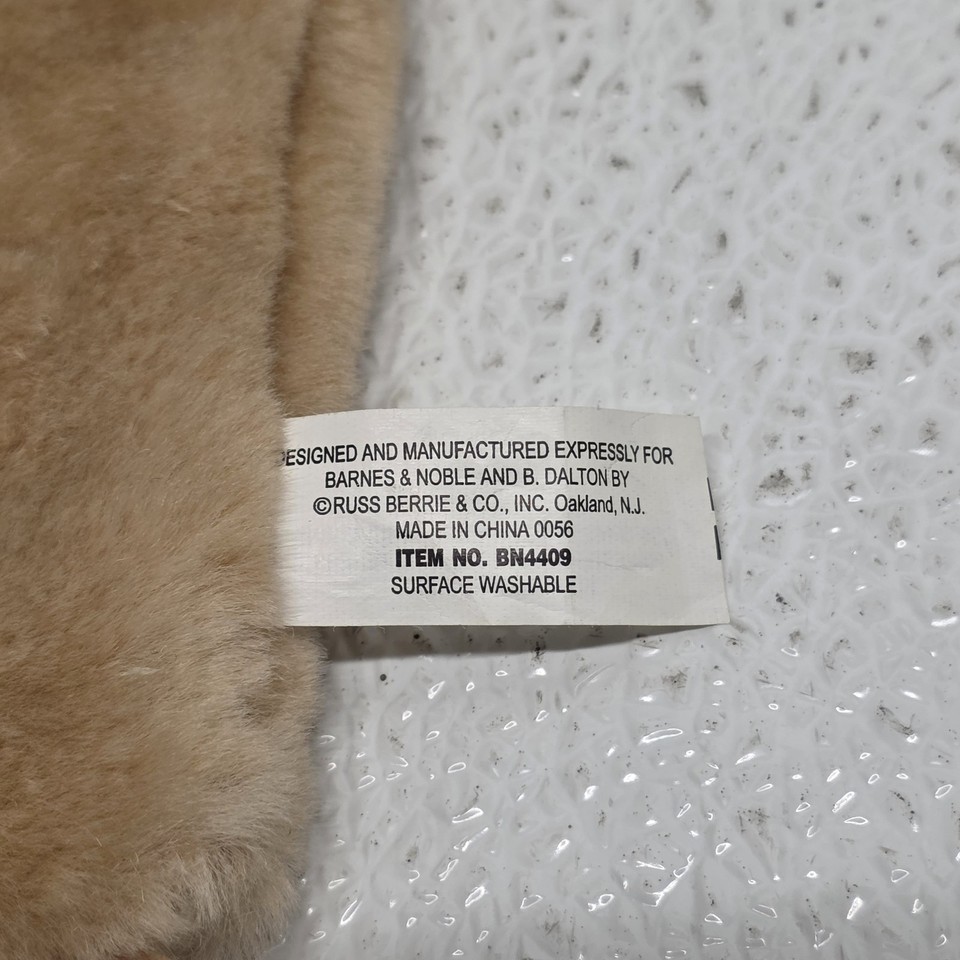 DESIGNED AND MANUFACTURED EXPRESSLY FOR
BARNES & NOBLE AND B. DALTON BY
©RUSS BERRIE & CO., INC. Oakland, N.J.
MADE IN CHINA 0056
ITEM NO. BN4409
SURFACE WASHABLE